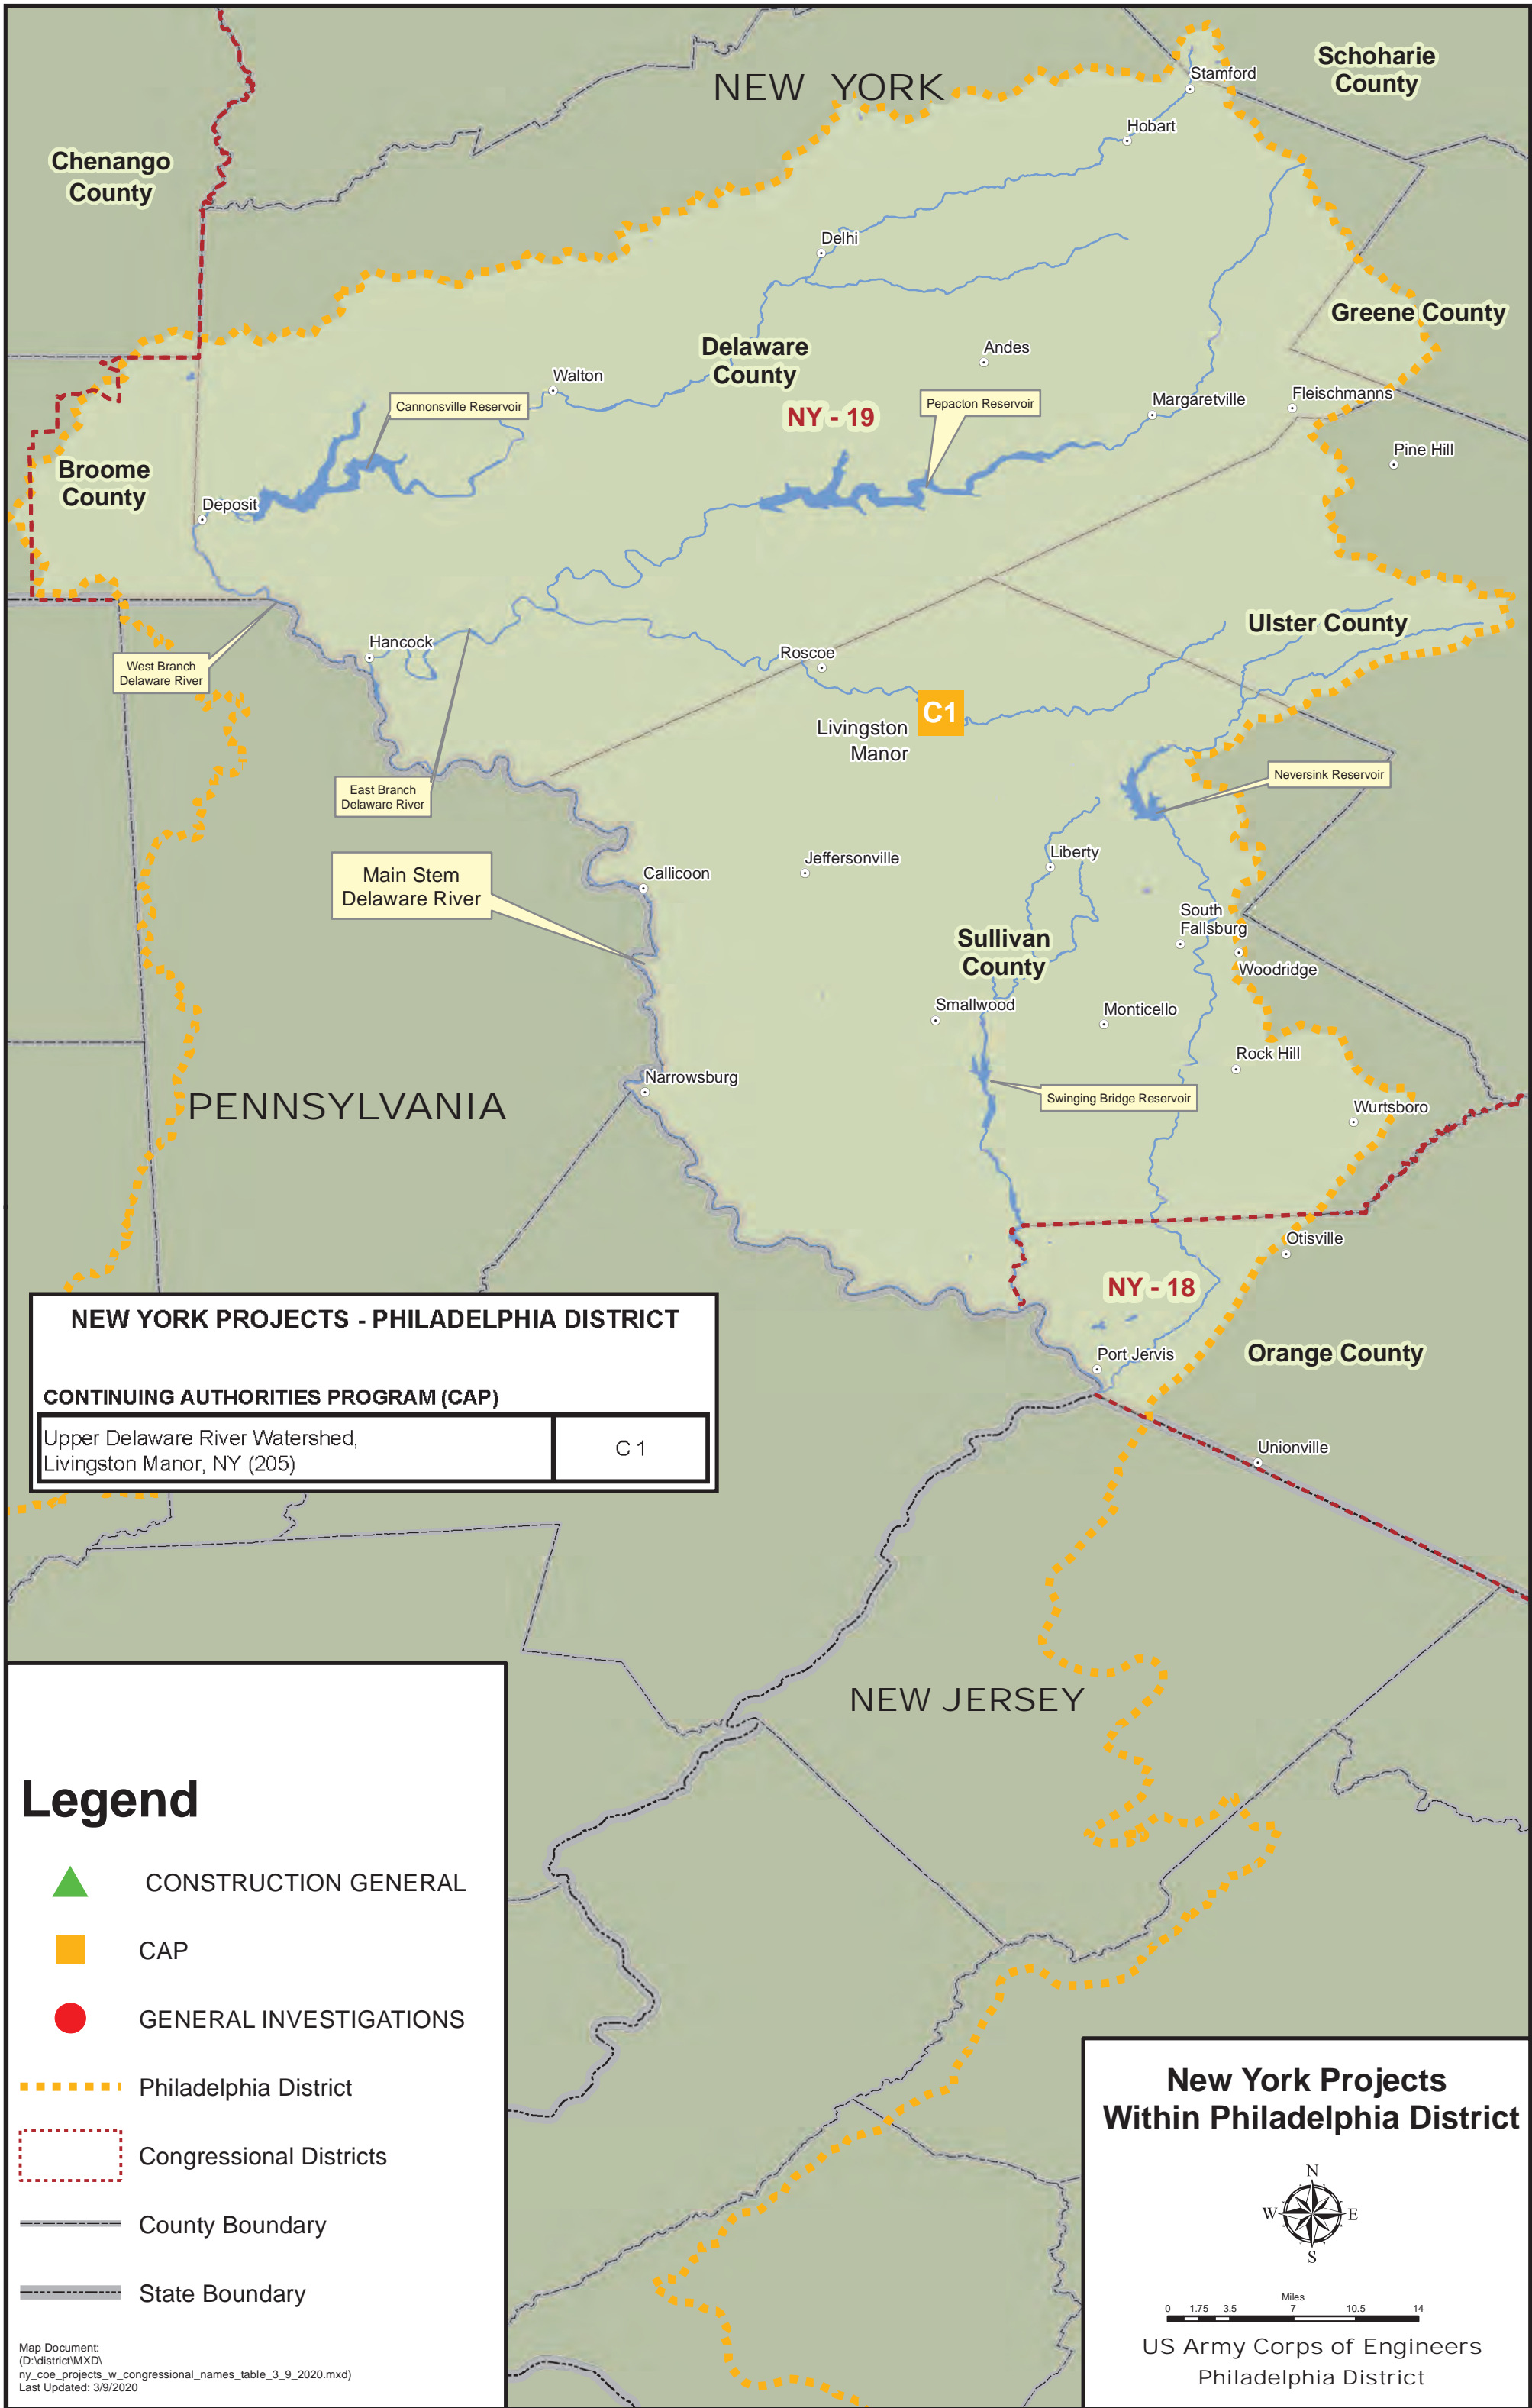 NEW YORK
Schoharie
County
Stamford
Hobart
Chenango
County
Delhi
Greene County
Delaware
County
Andes
Walton
Cannonsville Reservoir
NY - 19
Pepacton Reservoir
Margaretville
Fleischmanns
Pine Hill
Broome
County
Deposit
Ulster County
West Branch
Delaware River
Hancock
Roscoe
C1
Livingston
Manor
East Branch
Delaware River
Neversink Reservoir
Main Stem
Delaware River
Callicoon
Jeffersonville
Liberty
South
Fallsburg
Sullivan
County
Woodridge
Smallwood
Monticello
Rock Hill
Narrowsburg
Swinging Bridge Reservoir
Wurtsboro
PENNSYLVANIA
Otisville
NY - 18
Port Jervis
Orange County
Unionville
NEW YORK PROJECTS - PHILADELPHIA DISTRICT
CONTINUING AUTHORITIES PROGRAM (CAP)
Upper Delaware River Watershed,
Livingston Manor, NY (205)
C 1
NEW JERSEY
Legend
CONSTRUCTION GENERAL
CAP
GENERAL INVESTIGATIONS
Philadelphia District
Congressional Districts
County Boundary
State Boundary
Map Document:
(D:\district\MXD\
ny_coe_projects_w_congressional_names_table_3_9_2020.mxd)
Last Updated: 3/9/2020
New York Projects
Within Philadelphia District
N
W E
S
Miles
0 1.75 3.5 7 10.5 14
US Army Corps of Engineers
Philadelphia District